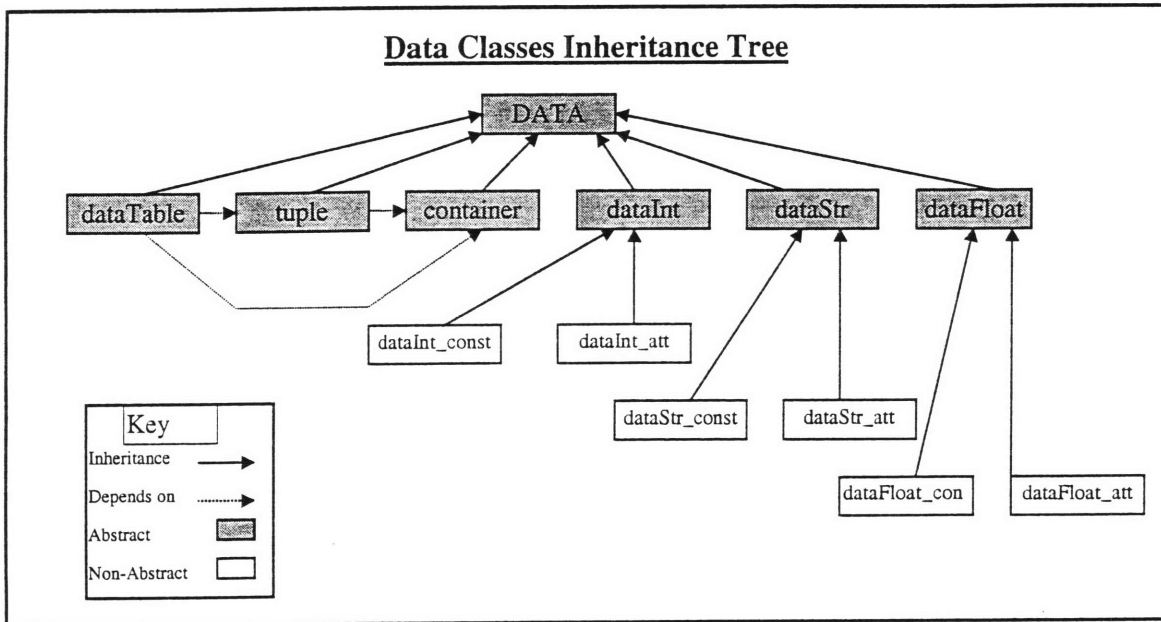 Data Classes Inheritance Tree
DATA
dataTable
tuple
container
dataInt
dataStr
dataFloat
dataInt_const
dataInt_att
dataStr_const
dataStr_att
dataFloat_con
dataFloat_att
Key
Inheritance
Depends on
Abstract
Non-Abstract